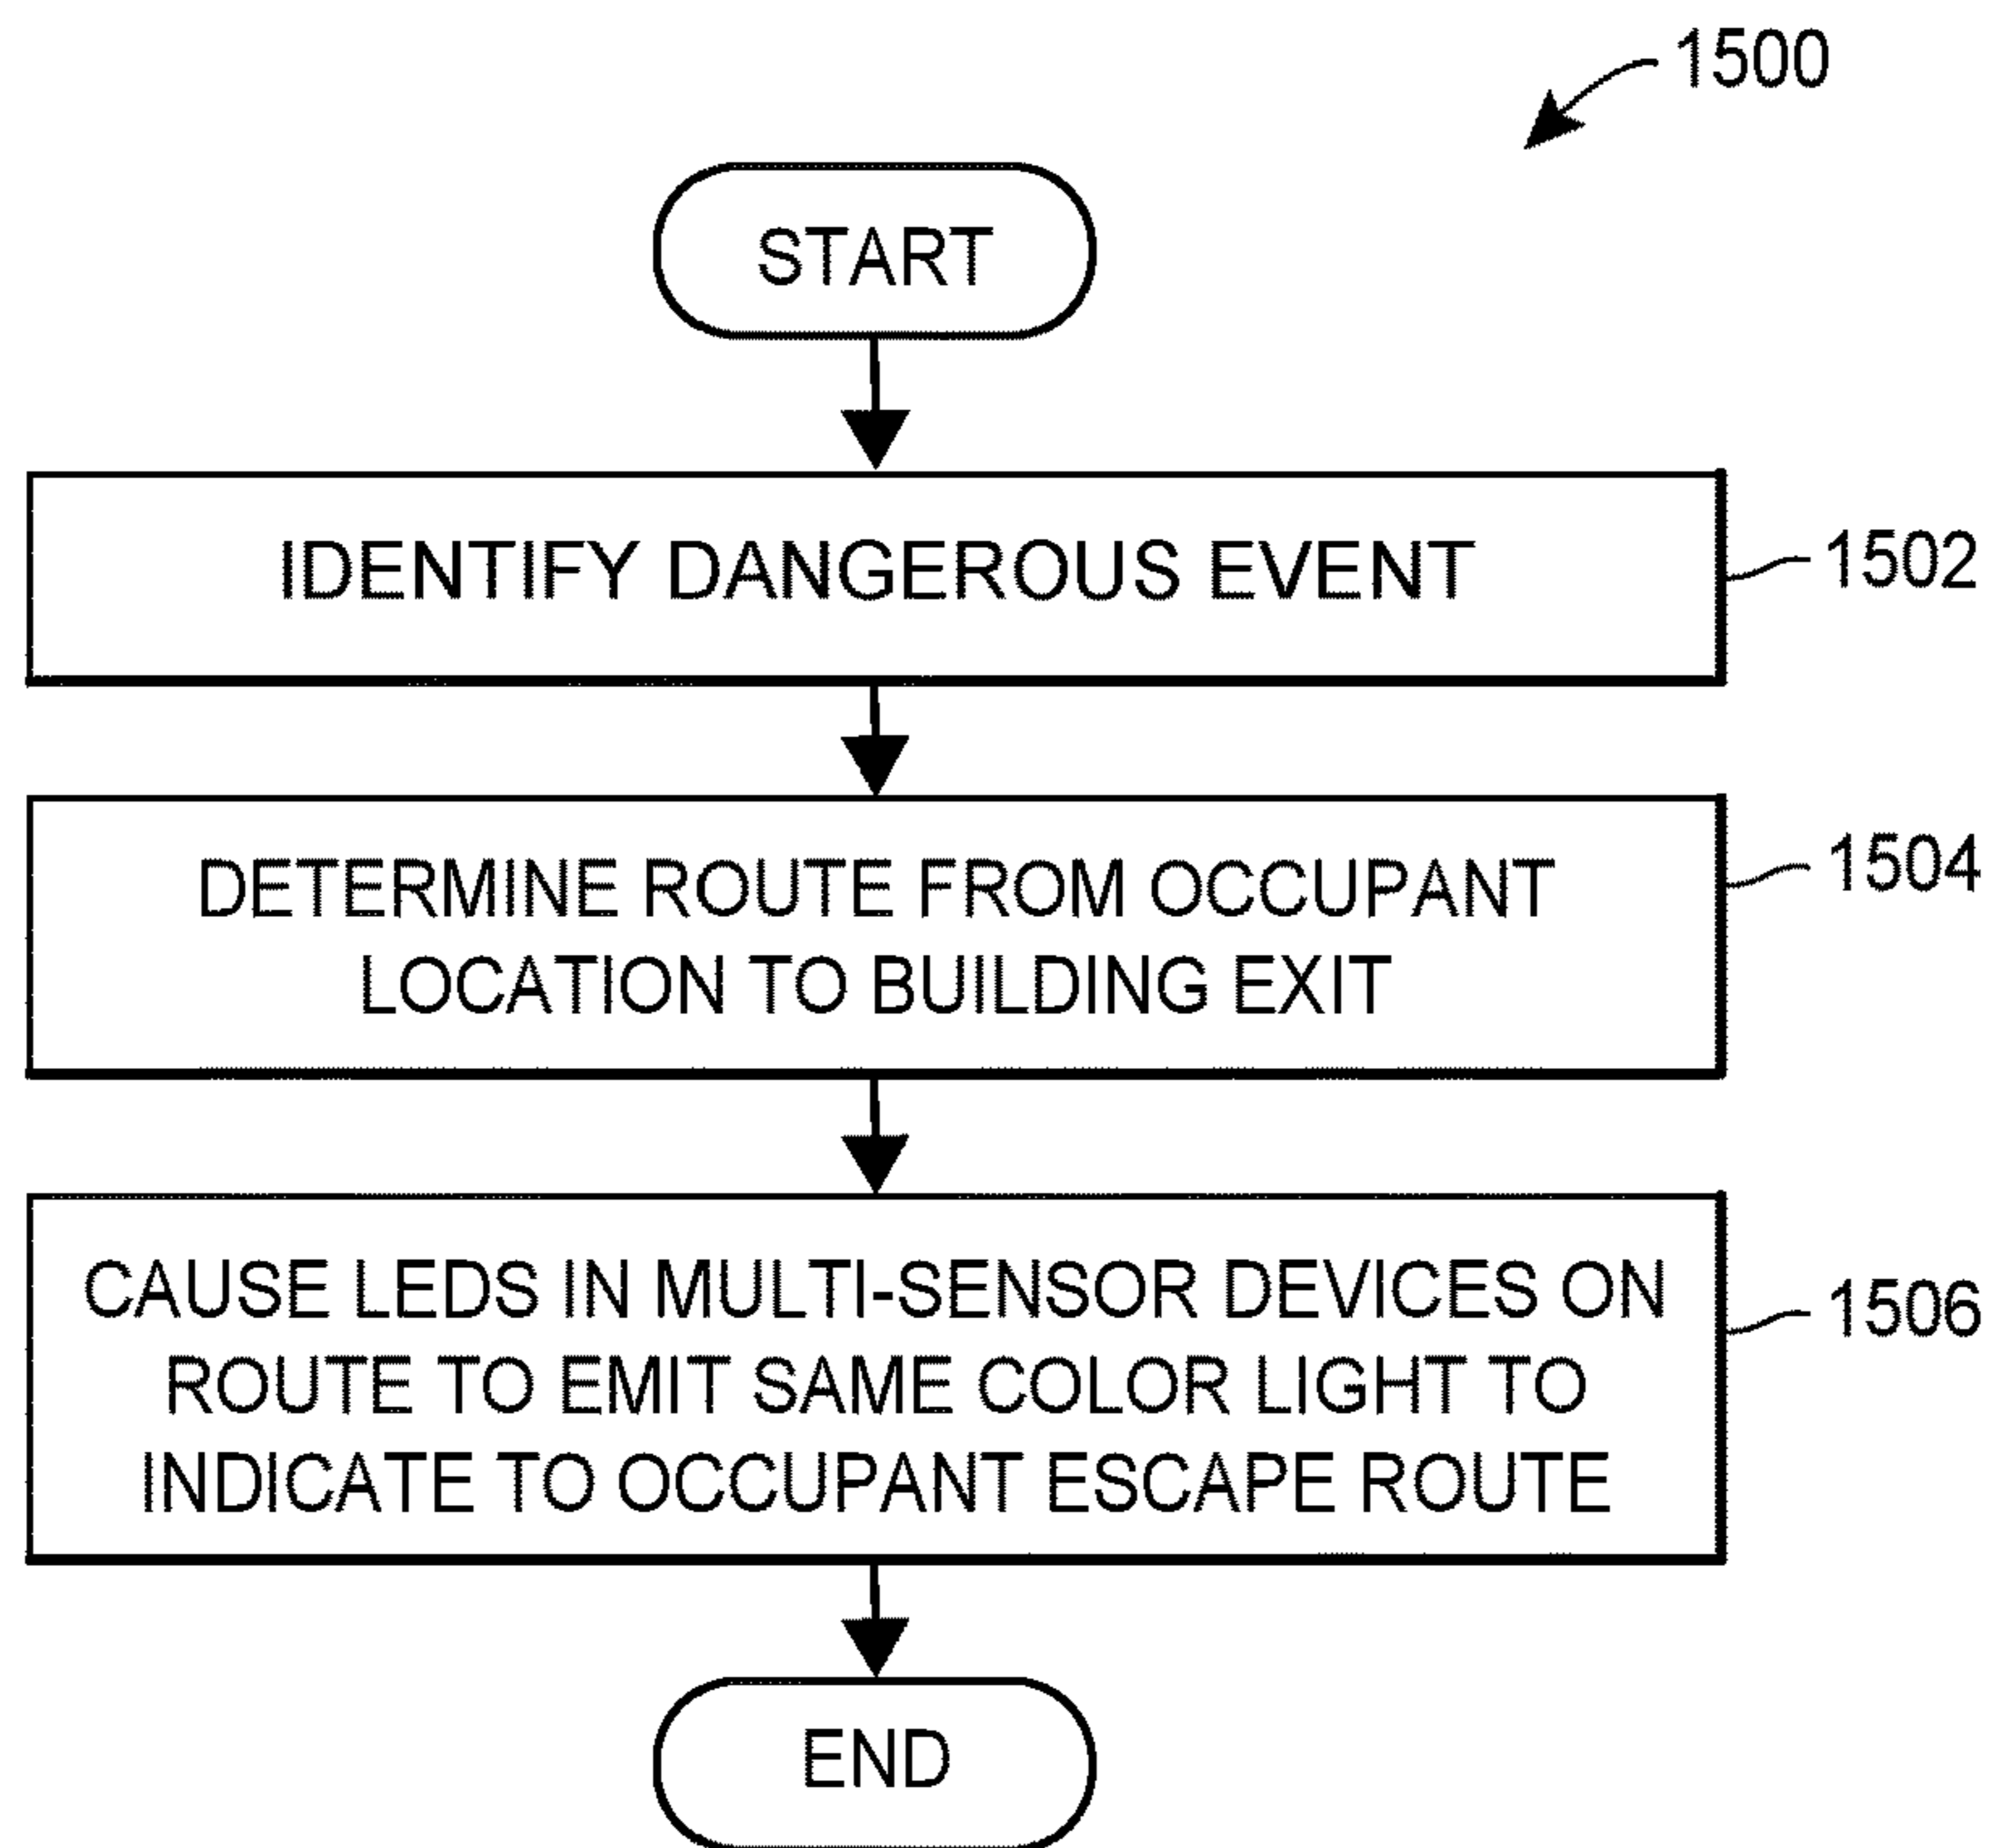 1500
START
IDENTIFY DANGEROUS EVENT
1502
DETERMINE ROUTE FROM OCCUPANT
LOCATION TO BUILDING EXIT
1504
CAUSE LEDS IN MULTI-SENSOR DEVICES ON
ROUTE TO EMIT SAME COLOR LIGHT TO
INDICATE TO OCCUPANT ESCAPE ROUTE
1506
END